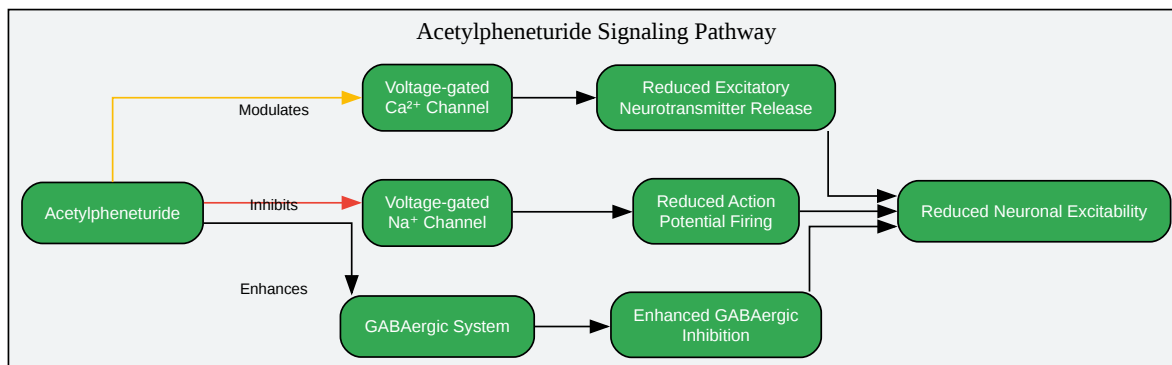 Acetylpheneturide Signaling Pathway
Voltage-gated
Ca²⁺ Channel
Reduced Excitatory
Neurotransmitter Release
Modulates
Acetylpheneturide
Inhibits
Voltage-gated
Na⁺ Channel
Reduced Action
Potential Firing
Reduced Neuronal Excitability
Enhances
GABAergic System
Enhanced GABAergic
Inhibition